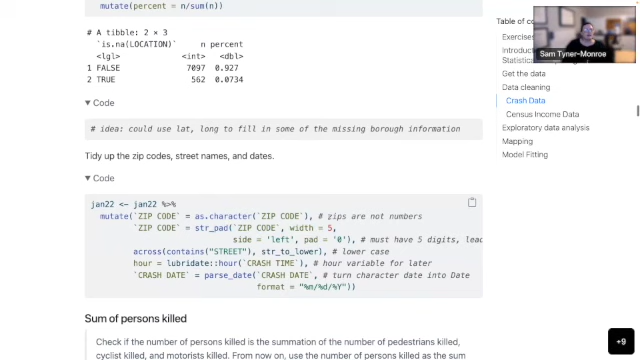 mutate(percent = n/sum(n))
# A tibble: 2 × 3
`is.na(LOCATION)` n percent
<lgl> <int> <dbl>
1 FALSE 7097 0.927
2 TRUE 562 0.0734
▼ Code
# idea: could use lat, long to fill in some of the missing borough information
Tidy up the zip codes, street names, and dates.
▼ Code
jan22 <- jan22 %>%
mutate(`ZIP CODE` = as.character(`ZIP CODE`), # zips are not numbers
`ZIP CODE` = str_pad(`ZIP CODE`, width = 5,
side = 'left', pad = '0'), # must have 5 digits, lead
across(contains("STREET"), str_to_lower), # lower case
hour = lubridate::hour(`CRASH TIME`), # hour variable for later
`CRASH DATE` = parse_date(`CRASH DATE`, # turn character date into Date
format = "%m/%d/%Y"))
Sum of persons killed
Check if the number of persons killed is the summation of the number of pedestrians killed,
cyclist killed, and motorists killed. From now on, use the number of persons killed as the sum
Table of co
Exercises
Introduc
Statistica
Get the data
Data cleaning
Crash Data
Census Income Data
Exploratory data analysis
Mapping
Model Fitting
Sam Tyner-Monroe
+9